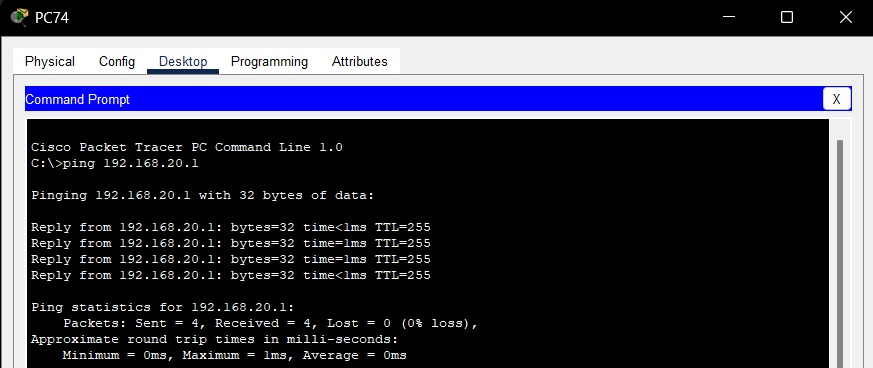 PC74
Physical Config Desktop Programming Attributes
Command Prompt X
Cisco Packet Tracer PC Command Line 1.0
C:\>ping 192.168.20.1
Pinging 192.168.20.1 with 32 bytes of data:
Reply from 192.168.20.1: bytes=32 time<1ms TTL=255
Reply from 192.168.20.1: bytes=32 time=1ms TTL=255
Reply from 192.168.20.1: bytes=32 time=1ms TTL=255
Reply from 192.168.20.1: bytes=32 time<1ms TTL=255
Ping statistics for 192.168.20.1:
Packets: Sent = 4, Received = 4, Lost = 0 (0% loss),
Approximate round trip times in milli-seconds:
Minimum = 0ms, Maximum = 1ms, Average = 0ms